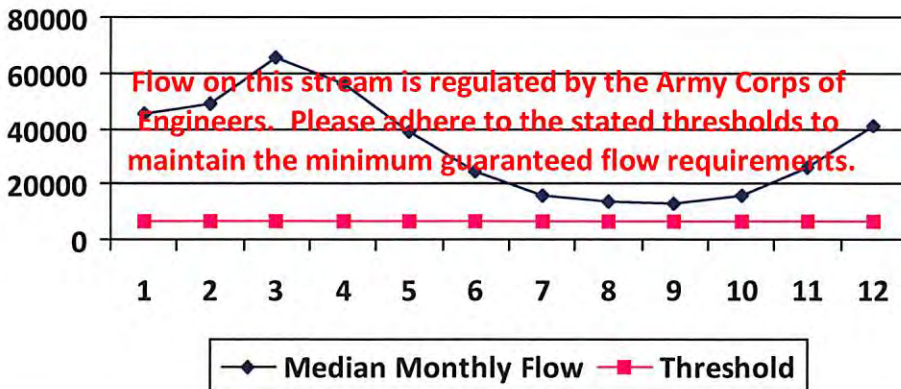 80000
60000
40000
20000
0
Flow on this stream is regulated by the Army Corps of
Engineers. Please adhere to the stated thresholds to
maintain the minimum guaranteed flow requirements.
1 2 3 4 5 6 7 8 9 10 11 12
Median Monthly Flow Threshold